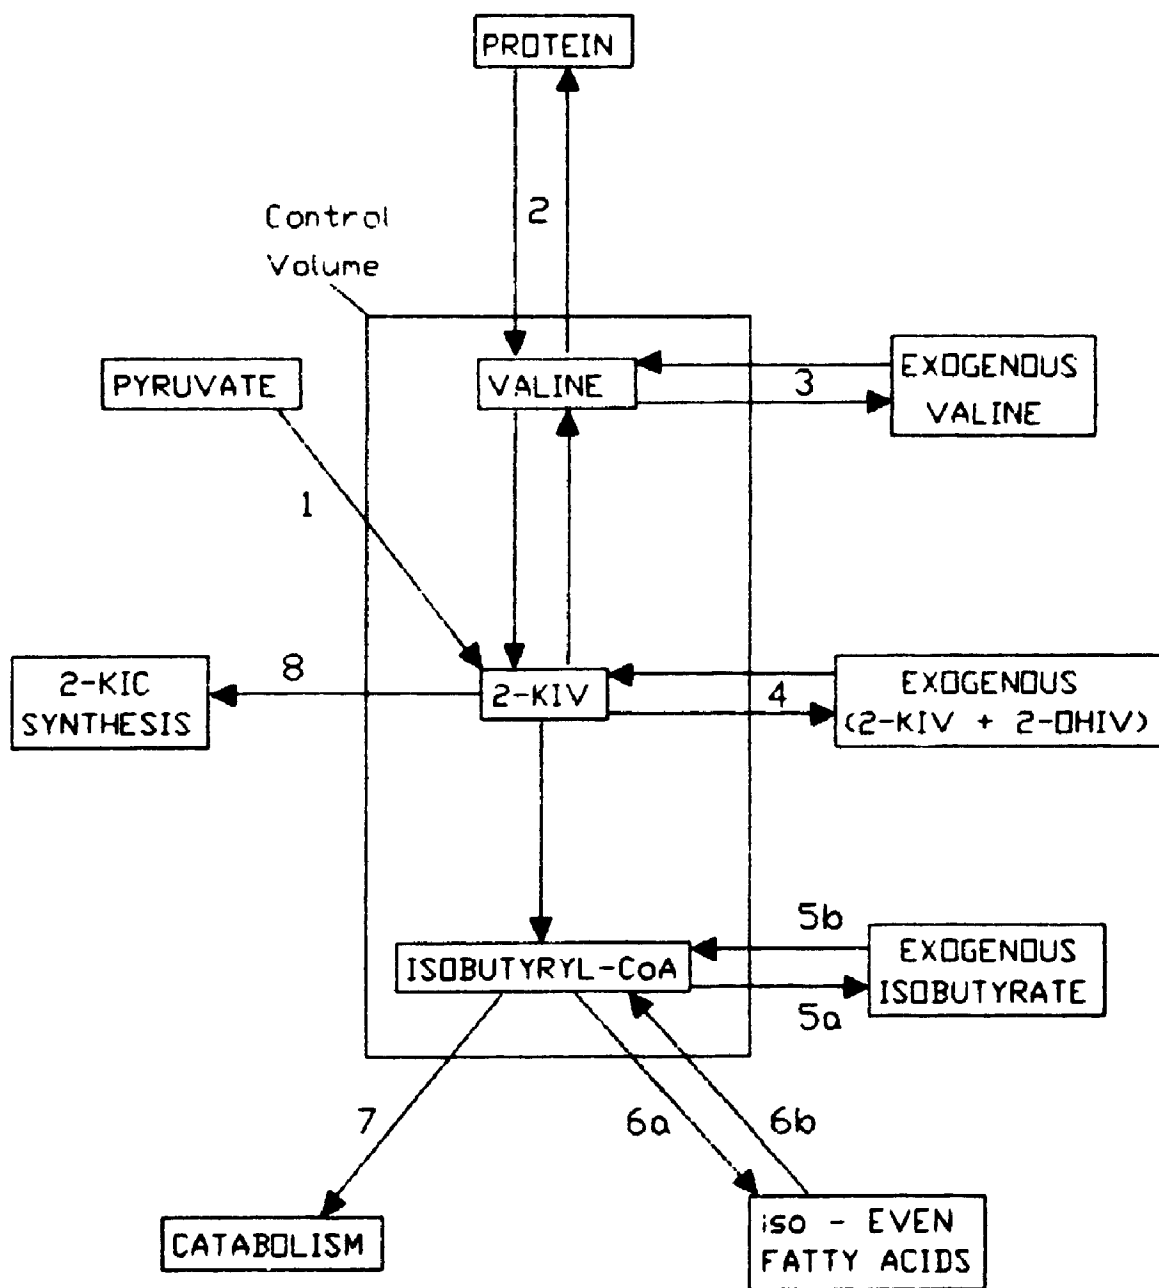 PROTEIN
2
Control
Volume
PYRUVATE
VALINE
3
EXOGENOUS
VALINE
1
8
2-KIC
SYNTHESIS
2-KIV
4
EXOGENOUS
(2-KIV + 2-OHIV)
5b
ISOBUTYRYL-CoA
EXOGENOUS
ISOBUTYRATE
5a
7
6a
6b
CATABOLISM
iso - EVEN
FATTY ACIDS